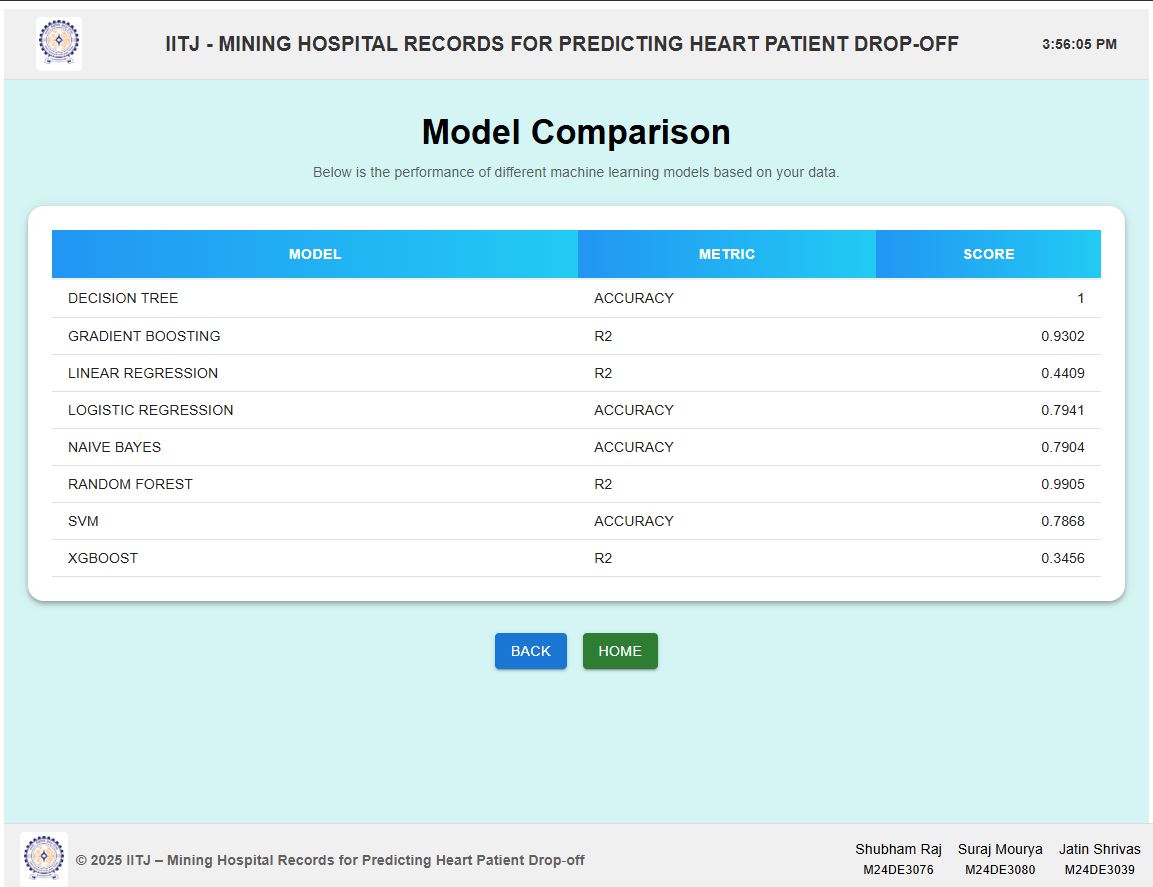 IITJ - MINING HOSPITAL RECORDS FOR PREDICTING HEART PATIENT DROP-OFF 3:56:05 PM
Model Comparison
Below is the performance of different machine learning models based on your data.
MODEL METRIC SCORE
DECISION TREE ACCURACY 1
GRADIENT BOOSTING R2 0.9302
LINEAR REGRESSION R2 0.4409
LOGISTIC REGRESSION ACCURACY 0.7941
NAIVE BAYES ACCURACY 0.7904
RANDOM FOREST R2 0.9905
SVM ACCURACY 0.7868
XGBOOST R2 0.3456
BACK HOME
© 2025 IITJ – Mining Hospital Records for Predicting Heart Patient Drop-off
Shubham Raj Suraj Mourya Jatin Shrivas
M24DE3076 M24DE3080 M24DE3039